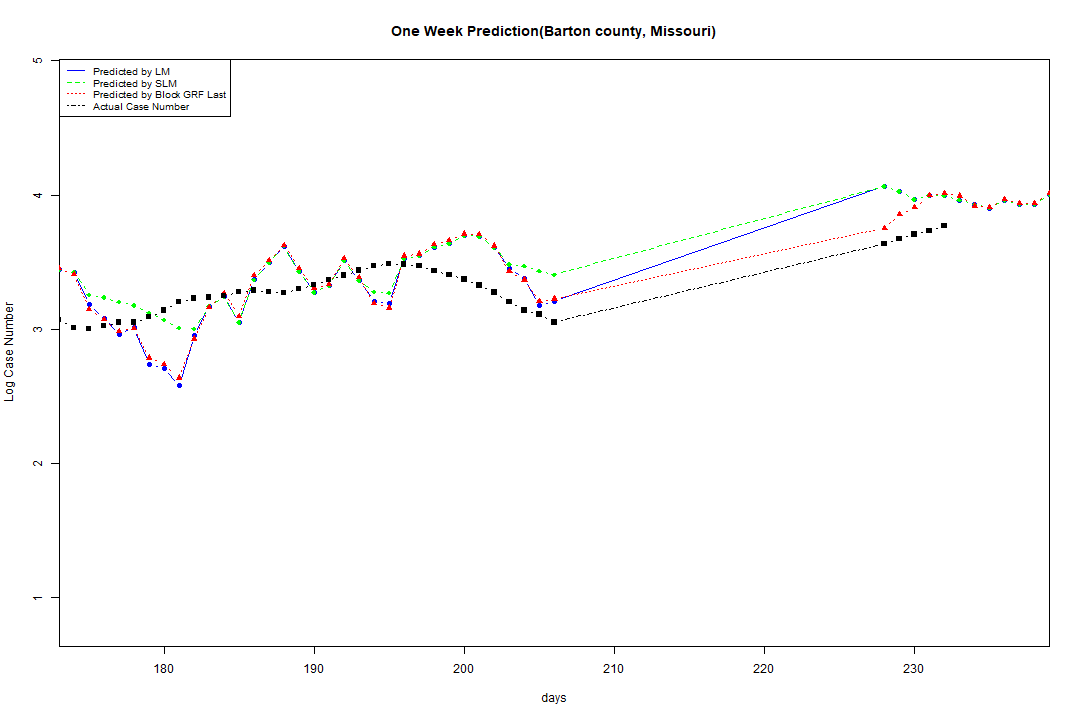 One Week Prediction(Barton county, Missouri)
Predicted by LM
Predicted by SLM
Predicted by Block GRF Last
Actual Case Number
5
4
3
2
1
Log Case Number
180 190 200 210 220 230
days